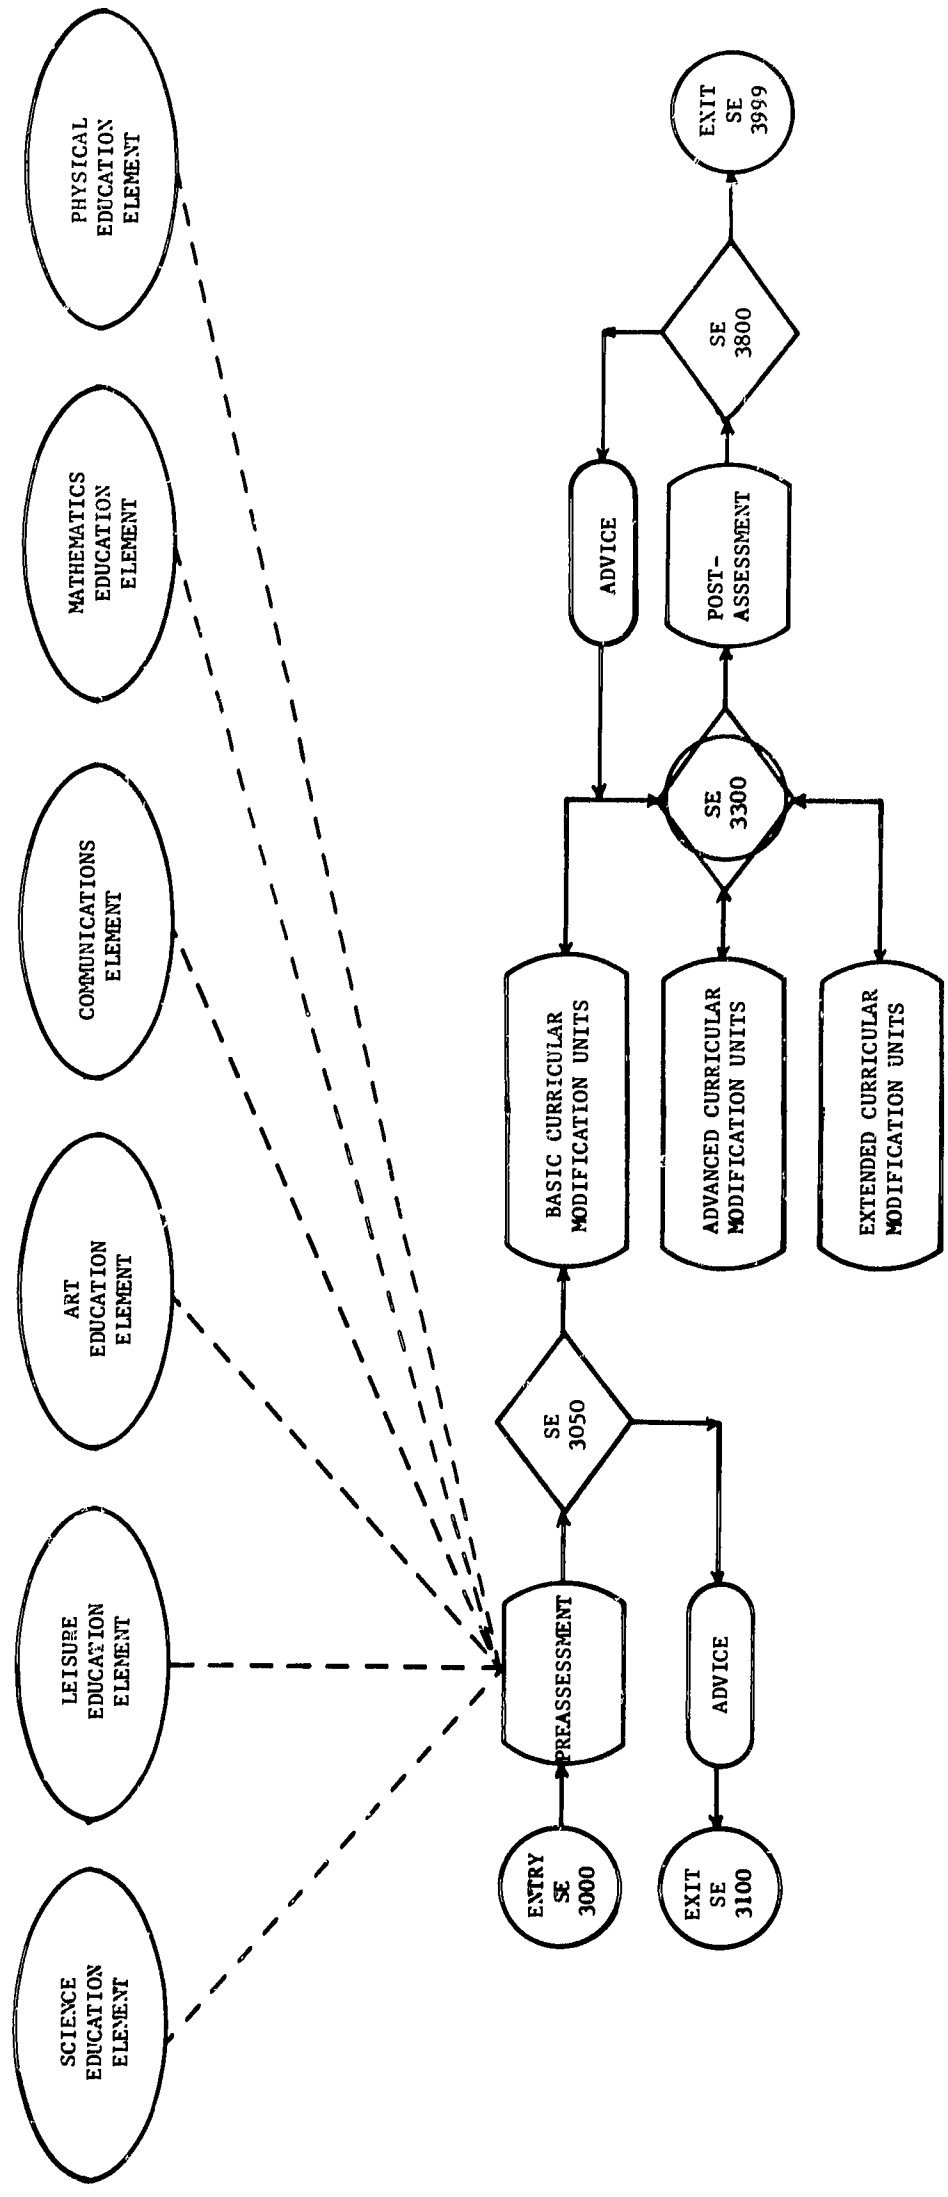 SCIENCE
EDUCATION
ELEMENT
LEISURE
EDUCATION
ELEMENT
ART
EDUCATION
ELEMENT
COMMUNICATIONS
ELEMENT
MATHEMATICS
EDUCATION
ELEMENT
PHYSICAL
EDUCATION
ELEMENT
ENTRY
SE
3000
PREASSESSMENT
SE
3050
BASIC CURRICULAR
MODIFICATION UNITS
ADVICE
EXIT
SE
3100
ADVANCED CURRICULAR
MODIFICATION UNITS
EXTENDED CURRICULAR
MODIFICATION UNITS
SE
3300
ADVICE
POST-
ASSESSMENT
SE
3800
EXIT
SE
3999